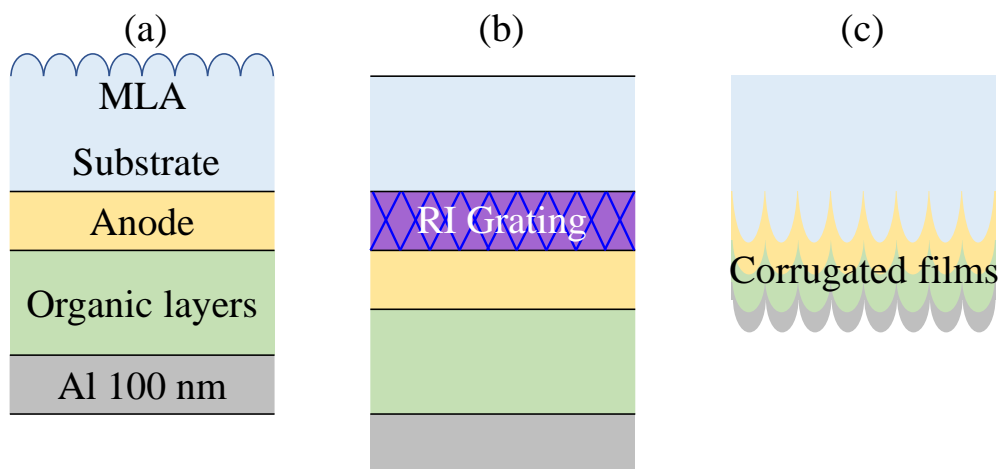 (a)
(b)
(c)
MLA
Substrate
Anode
Organic layers
Al 100 nm
RI Grating
Corrugated films